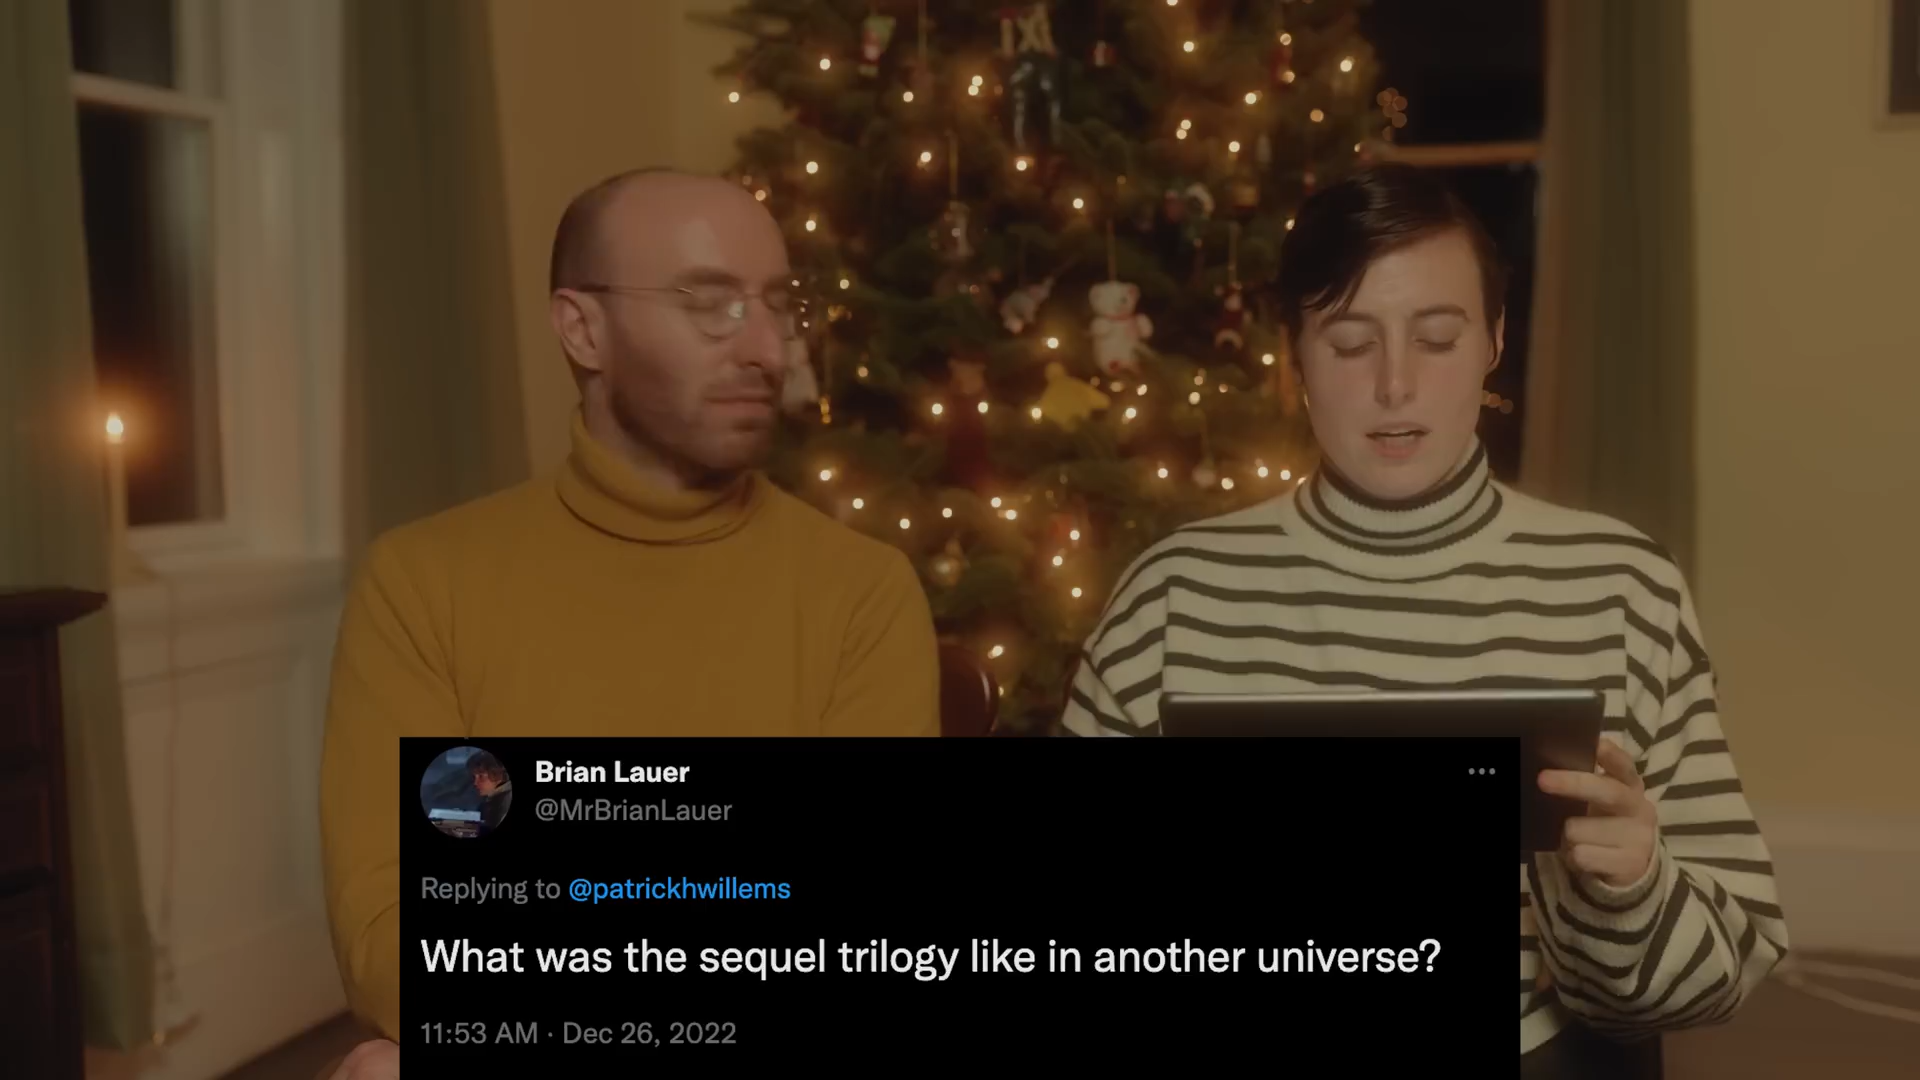 Brian Lauer
@MrBrianLauer
Replying to @patrickhwillems
What was the sequel trilogy like in another universe?
11:53 AM · Dec 26, 2022